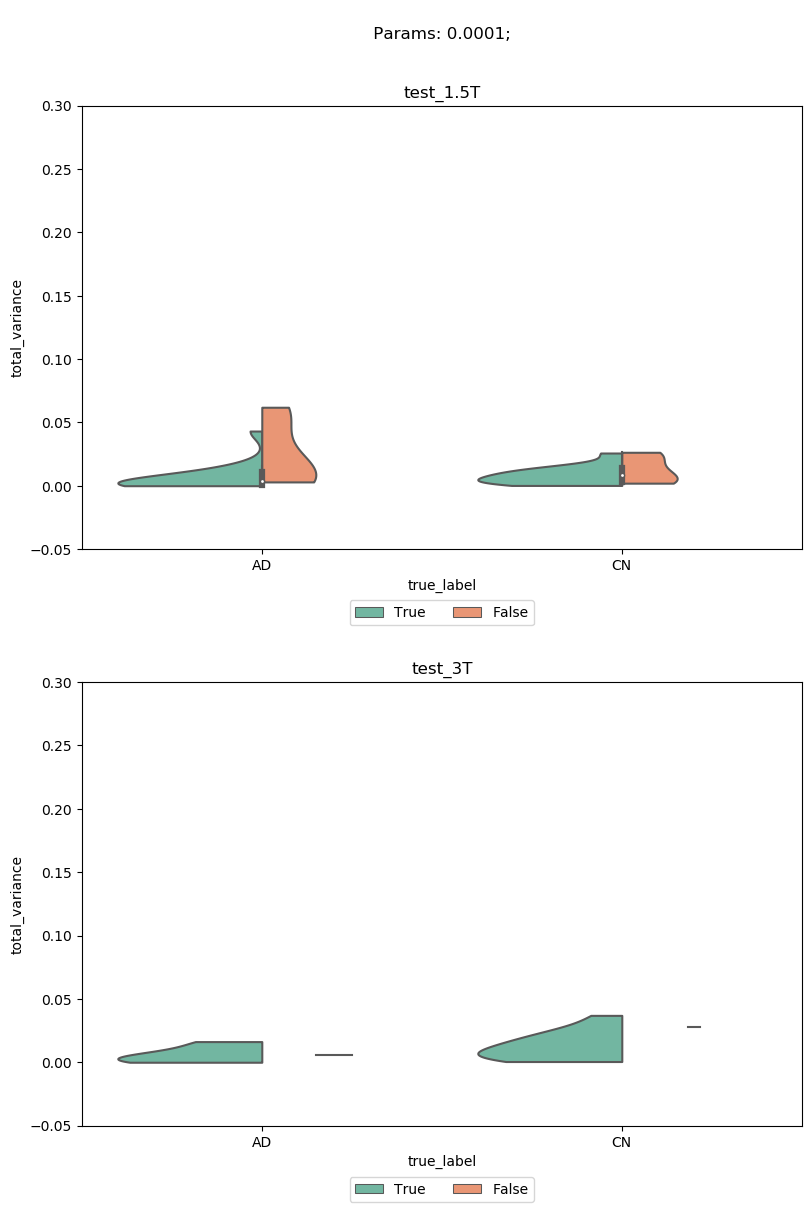 Params: 0.0001;
test_1.5T
0.30
0.25
0.20
0.15
0.10
0.05
0.00
−0.05
total_variance
AD CN
true_label
True False
test_3T
0.30
0.25
0.20
0.15
0.10
0.05
0.00
−0.05
total_variance
AD CN
true_label
True False